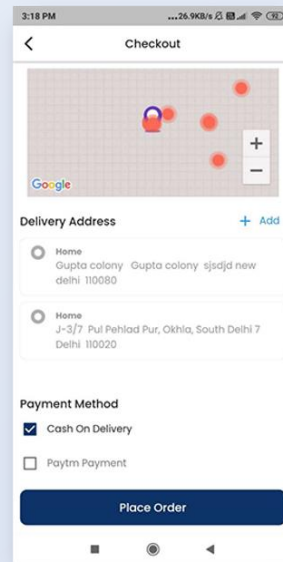 3:18 PM
...26.9KB/s
Checkout
+
−
Google
Delivery Address
+ Add
Home
Gupta colony Gupta colony sjsdjd new
delhi 110080
Home
J-3/7 Pul Pehlad Pur, Okhla, South Delhi 7
Delhi 110020
Payment Method
Cash On Delivery
Paytm Payment
Place Order